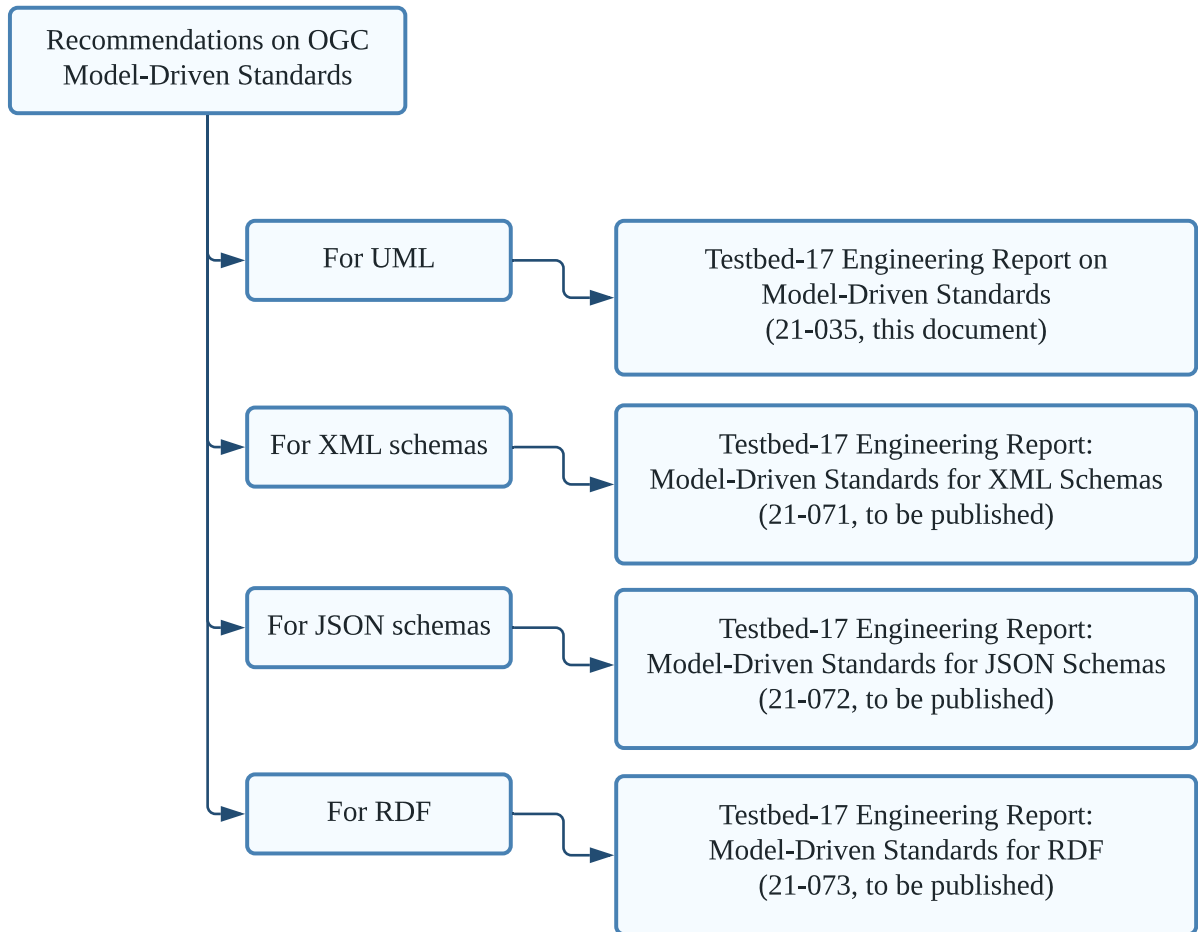 Recommendations on OGC
Model-Driven Standards
For UML
Testbed-17 Engineering Report on
Model-Driven Standards
(21-035, this document)
For XML schemas
Testbed-17 Engineering Report:
Model-Driven Standards for XML Schemas
(21-071, to be published)
For JSON schemas
Testbed-17 Engineering Report:
Model-Driven Standards for JSON Schemas
(21-072, to be published)
For RDF
Testbed-17 Engineering Report:
Model-Driven Standards for RDF
(21-073, to be published)